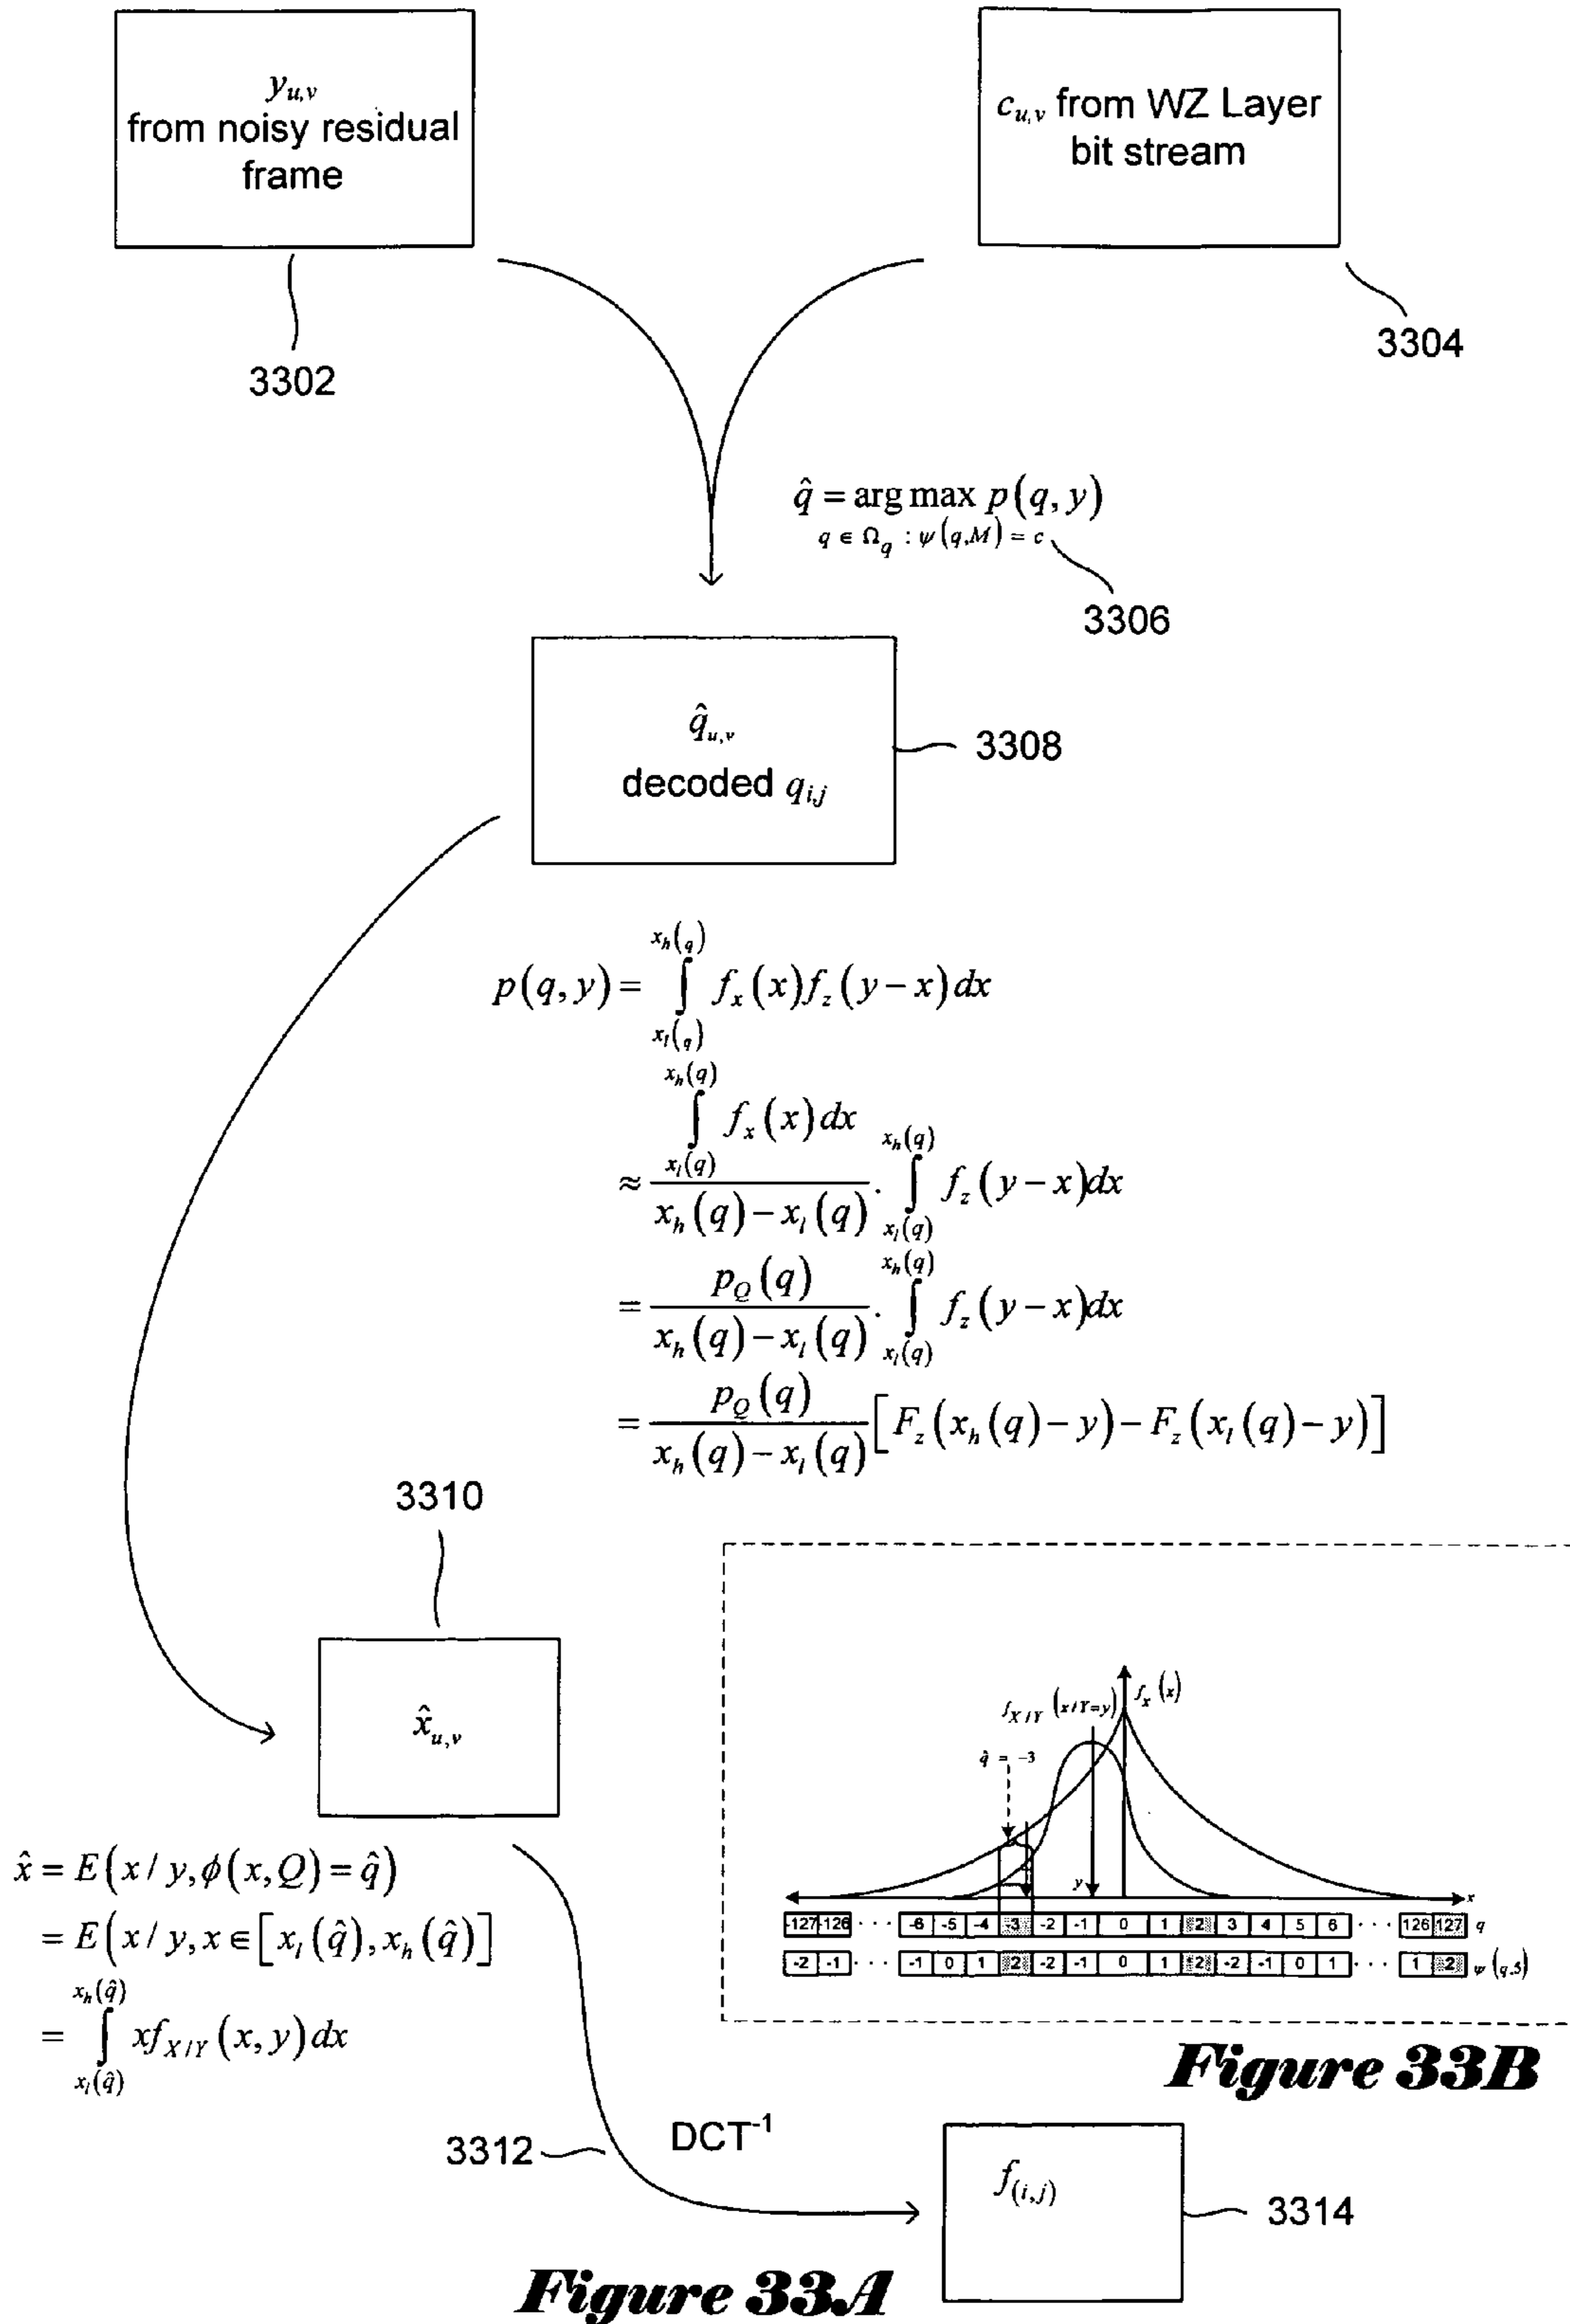 y_{u,v}
from noisy residual
frame
c_{u,v} from WZ Layer
bit stream
3302
3304
q̂ = arg max p(q, y)
q ∈ Ω_q : ψ(q,M) = c
3306
q̂_{u,v}
decoded q_{i,j}
3308
p(q, y) = ∫_{x_l(q)}^{x_h(q)} f_x(x) f_z(y − x) dx
≈ ∫_{x_l(q)}^{x_h(q)} f_x(x) dx / x_h(q) − x_l(q) . ∫_{x_l(q)}^{x_h(q)} f_z(y − x) dx
= p_Q(q) / x_h(q) − x_l(q) . ∫_{x_l(q)}^{x_h(q)} f_z(y − x) dx
= p_Q(q) / x_h(q) − x_l(q) [F_z(x_h(q) − y) − F_z(x_l(q) − y)]
3310
x̂_{u,v}
x̂ = E(x / y, φ(x, Q) = q̂)
= E(x / y, x ∈ [x_l(q̂), x_h(q̂)]
= ∫_{x_l(q̂)}^{x_h(q̂)} x f_{X/Y}(x, y) dx
f_{X/Y}(x/Y=y)
f_x(x)
q̂ = −3
y
x
-127 -126 · · · -6 -5 -4 -3 -2 -1 0 1 2 3 4 5 6 · · · 126 127 q
-2 -1 · · · -1 0 1 2 -2 -1 0 1 2 -2 -1 0 1 · · · 1 2 ψ(q,5)
Figure 33B
3312
DCT^{-1}
f_{(i,j)}
3314
Figure 33A